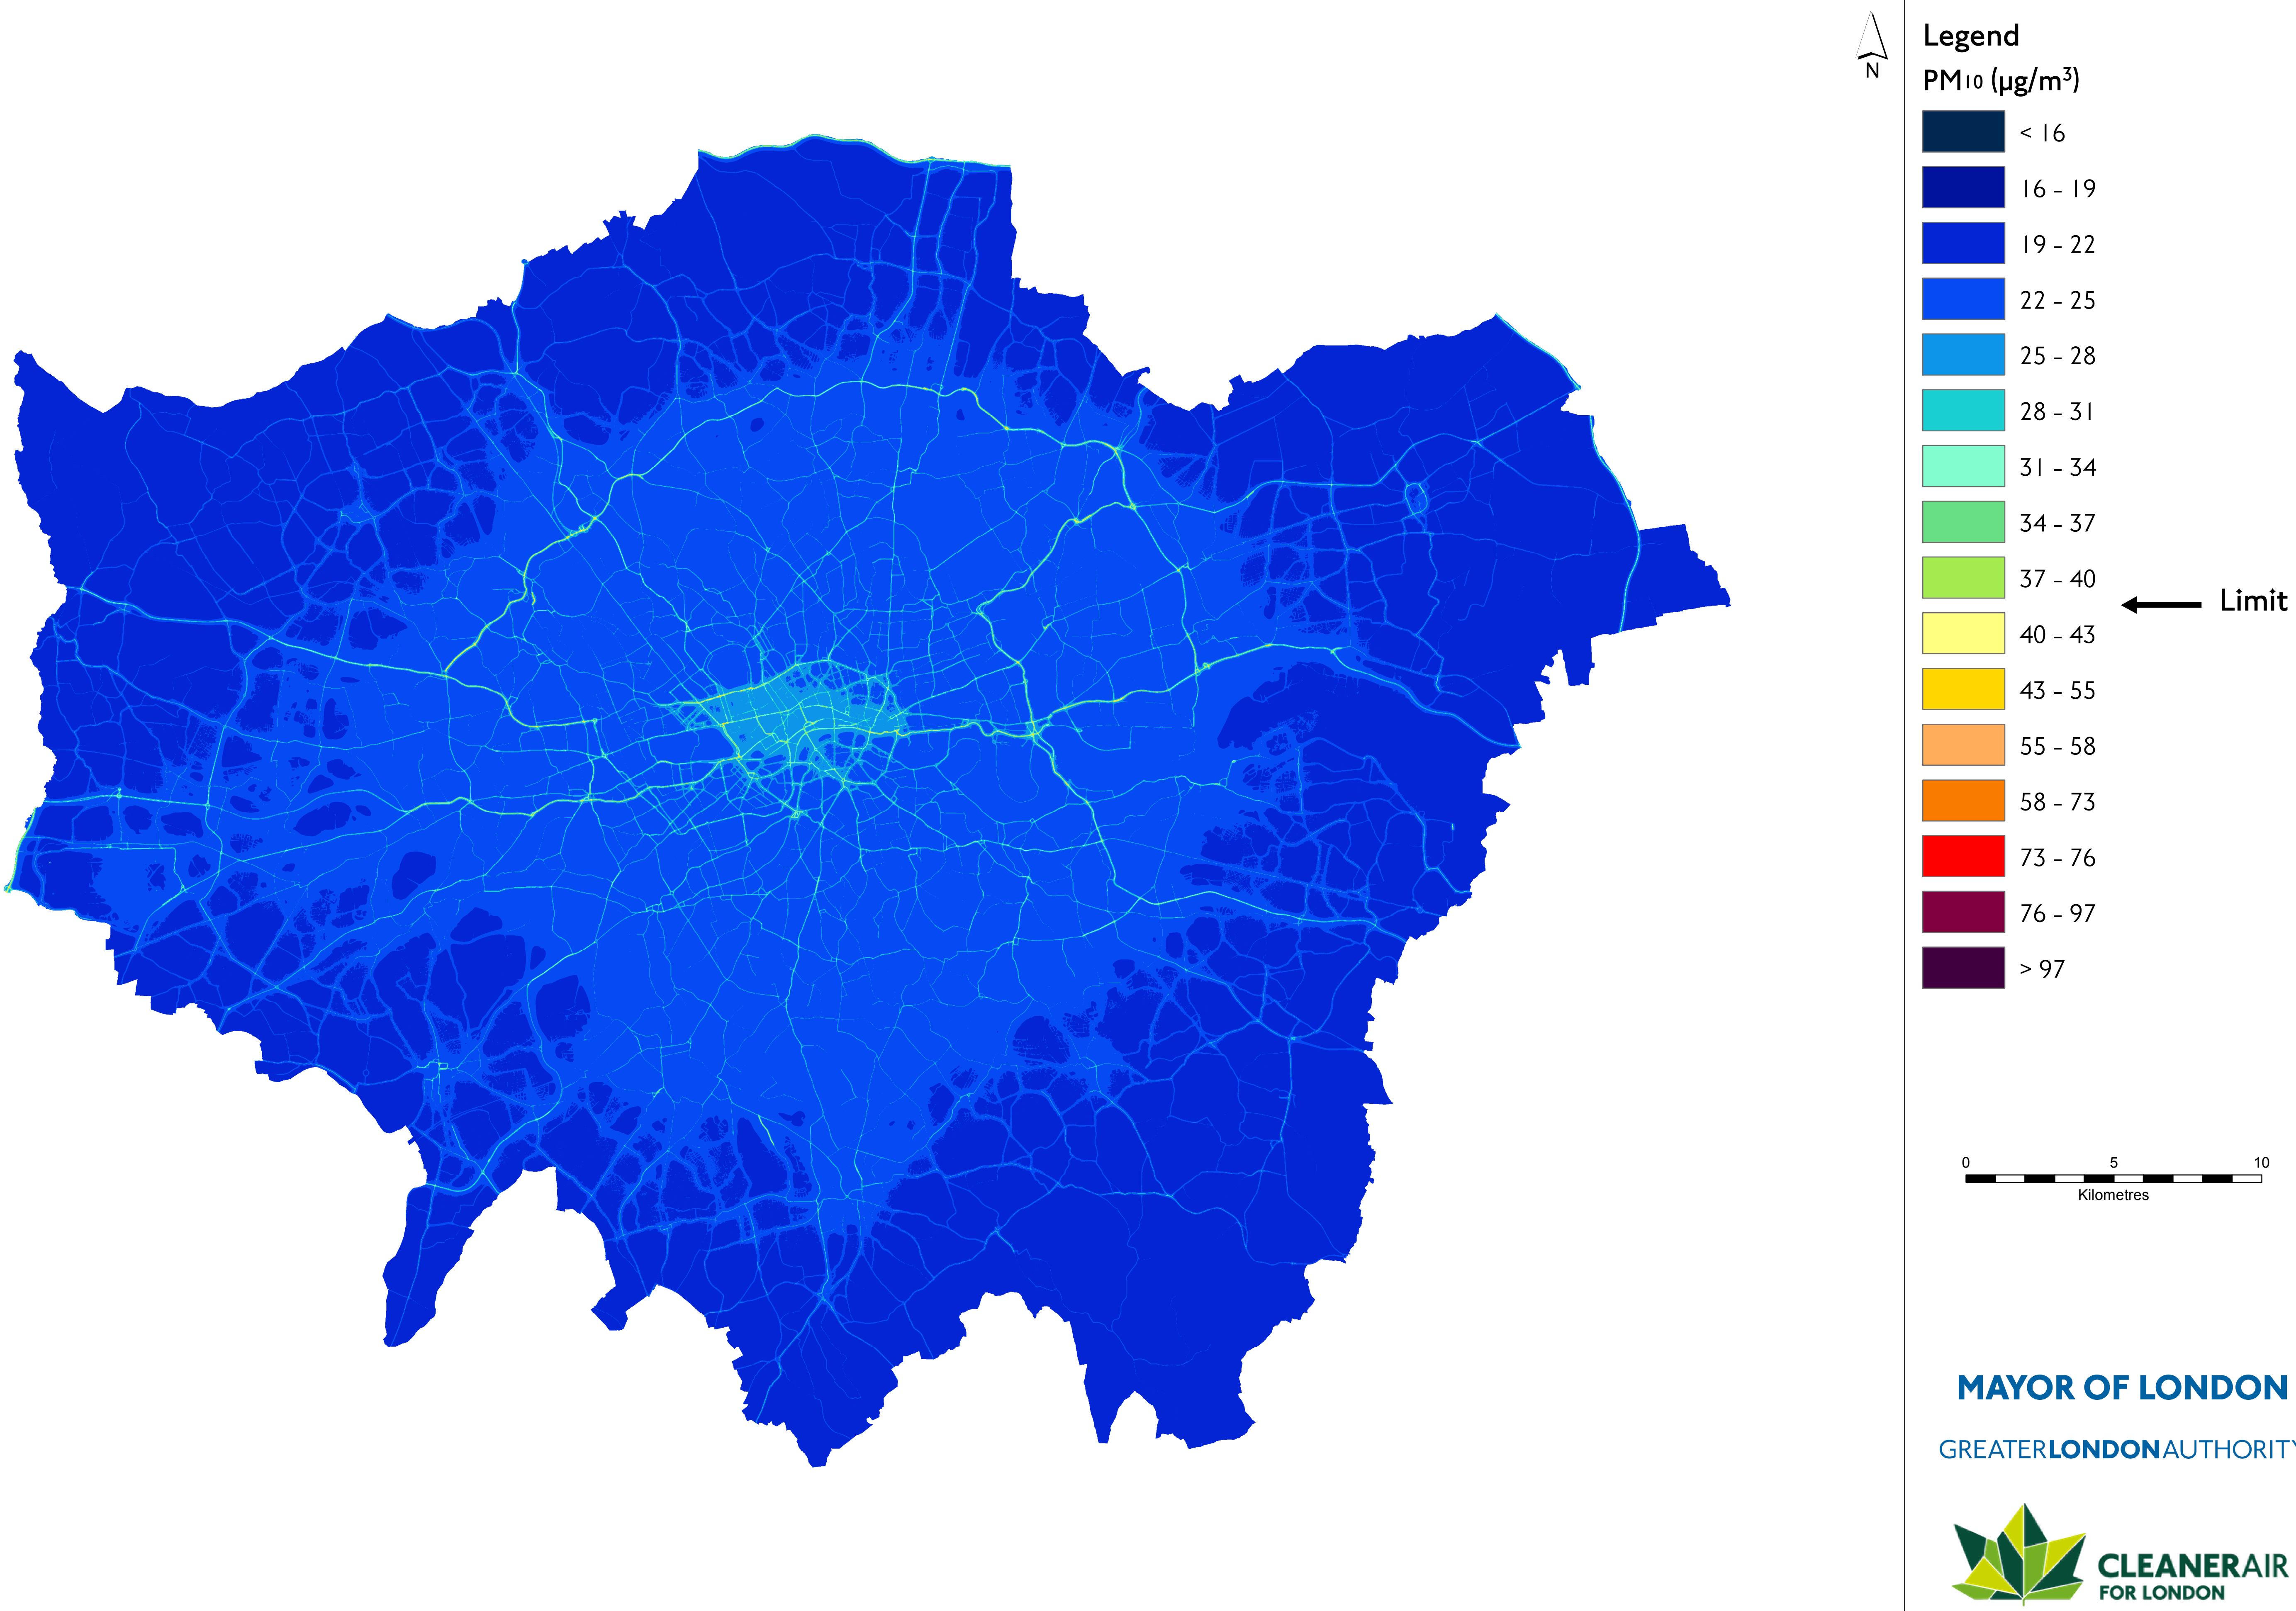 N
Legend
PM10 (µg/m³)
< 16
16 - 19
19 - 22
22 - 25
25 - 28
28 - 31
31 - 34
34 - 37
37 - 40
Limit
40 - 43
43 - 55
55 - 58
58 - 73
73 - 76
76 - 97
> 97
0 5 10
Kilometres
MAYOR OF LONDON
GREATERLONDONAUTHORITY
CLEANERAIR
FOR LONDON